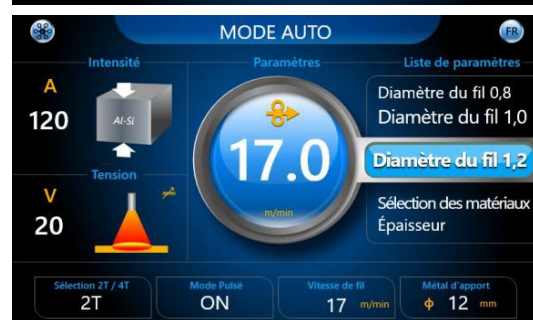 MODE AUTO
FR
Intensité
A
120
Al-Si
Tension
V
20
Paramètres
17.0
m/min
Liste de paramètres
Diamètre du fil 0,8
Diamètre du fil 1,0
Diamètre du fil 1,2
Sélection des matériaux
Épaisseur
Sélection 2T / 4T
2T
Mode Pulsé
ON
Vitesse de fil
17 m/min
Métal d'apport
ϕ 12 mm